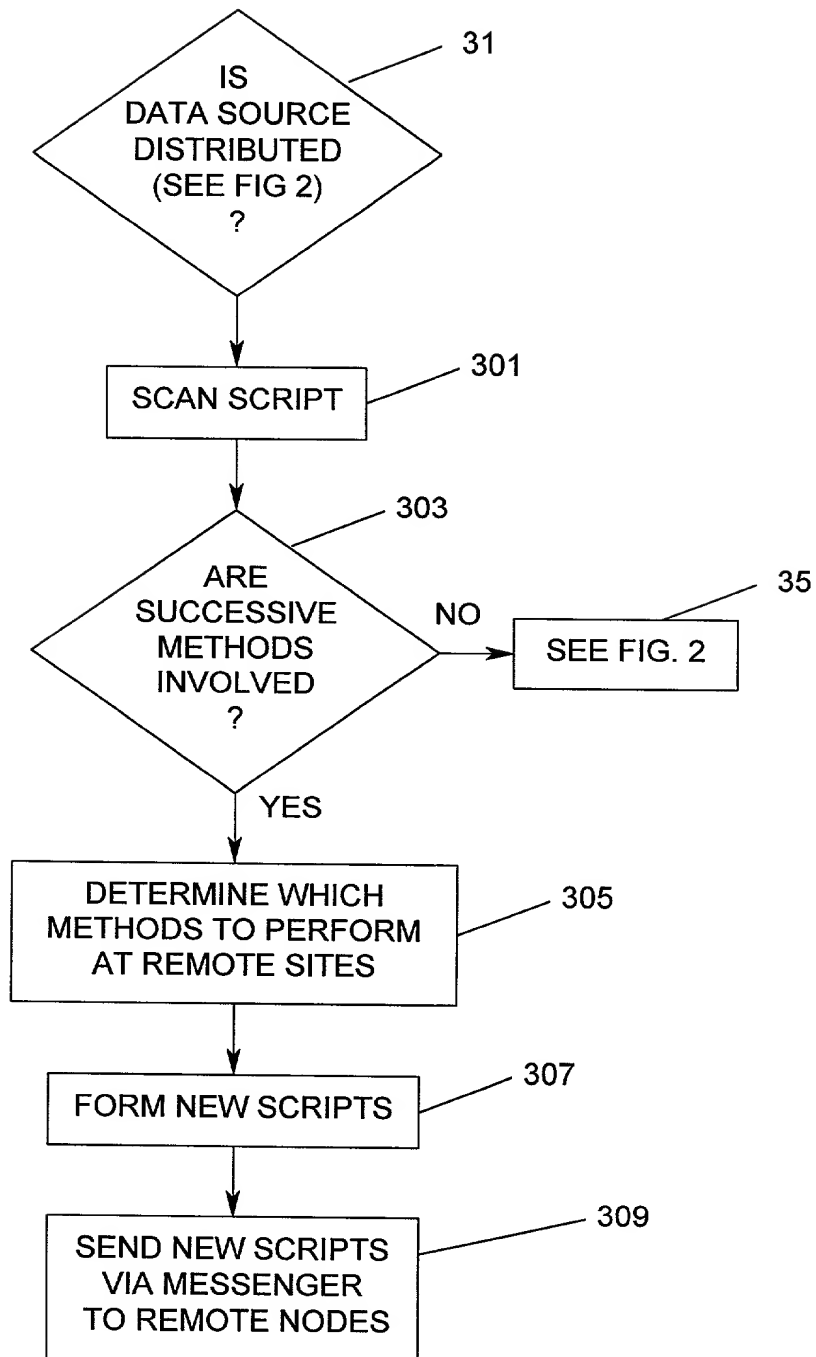 31
IS
DATA SOURCE
DISTRIBUTED
(SEE FIG 2)
?
301
SCAN SCRIPT
303
ARE
SUCCESSIVE
METHODS
INVOLVED
?
NO
35
SEE FIG. 2
YES
305
DETERMINE WHICH
METHODS TO PERFORM
AT REMOTE SITES
307
FORM NEW SCRIPTS
309
SEND NEW SCRIPTS
VIA MESSENGER
TO REMOTE NODES